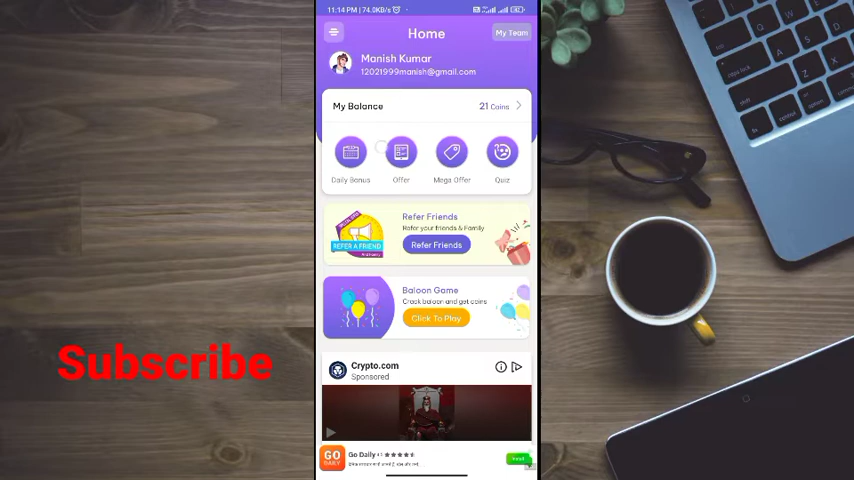 11:14 PM | 74.0KB/s
Home
My Team
Manish Kumar
12021999manish@gmail.com
My Balance
21 Coins
Daily Bonus
Offer
Mega Offer
Quiz
REFER A FRIEND
Refer Friends
Refer your friends & Family
Refer Friends
Baloon Game
Crack baloon and get coins
Click To Play
Crypto.com
Sponsored
Subscribe
GO
DAILY
Go Daily
Install